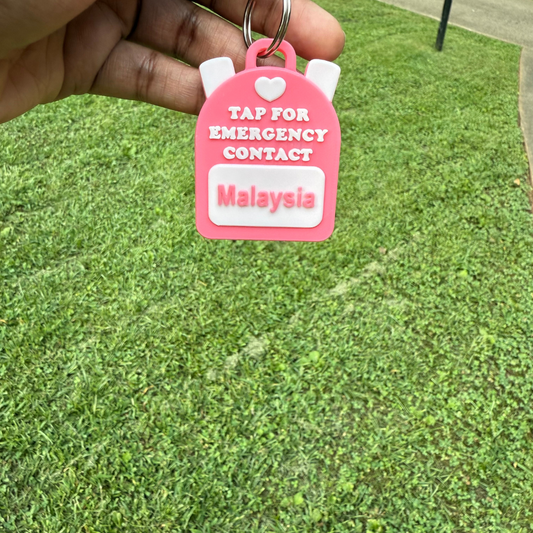 TAP FOR
EMERGENCY
CONTACT
Malaysia